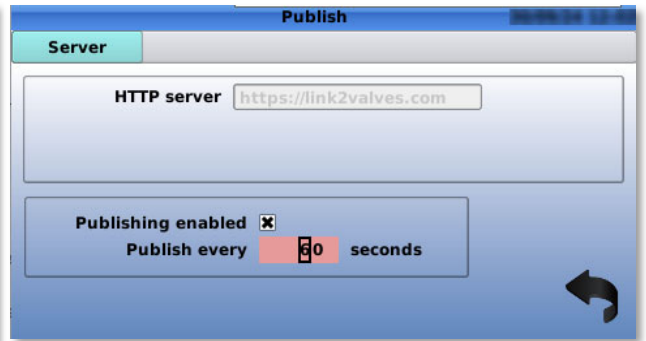 Publish
Server
HTTP server https://link2valves.com
Publishing enabled
Publish every 60 seconds